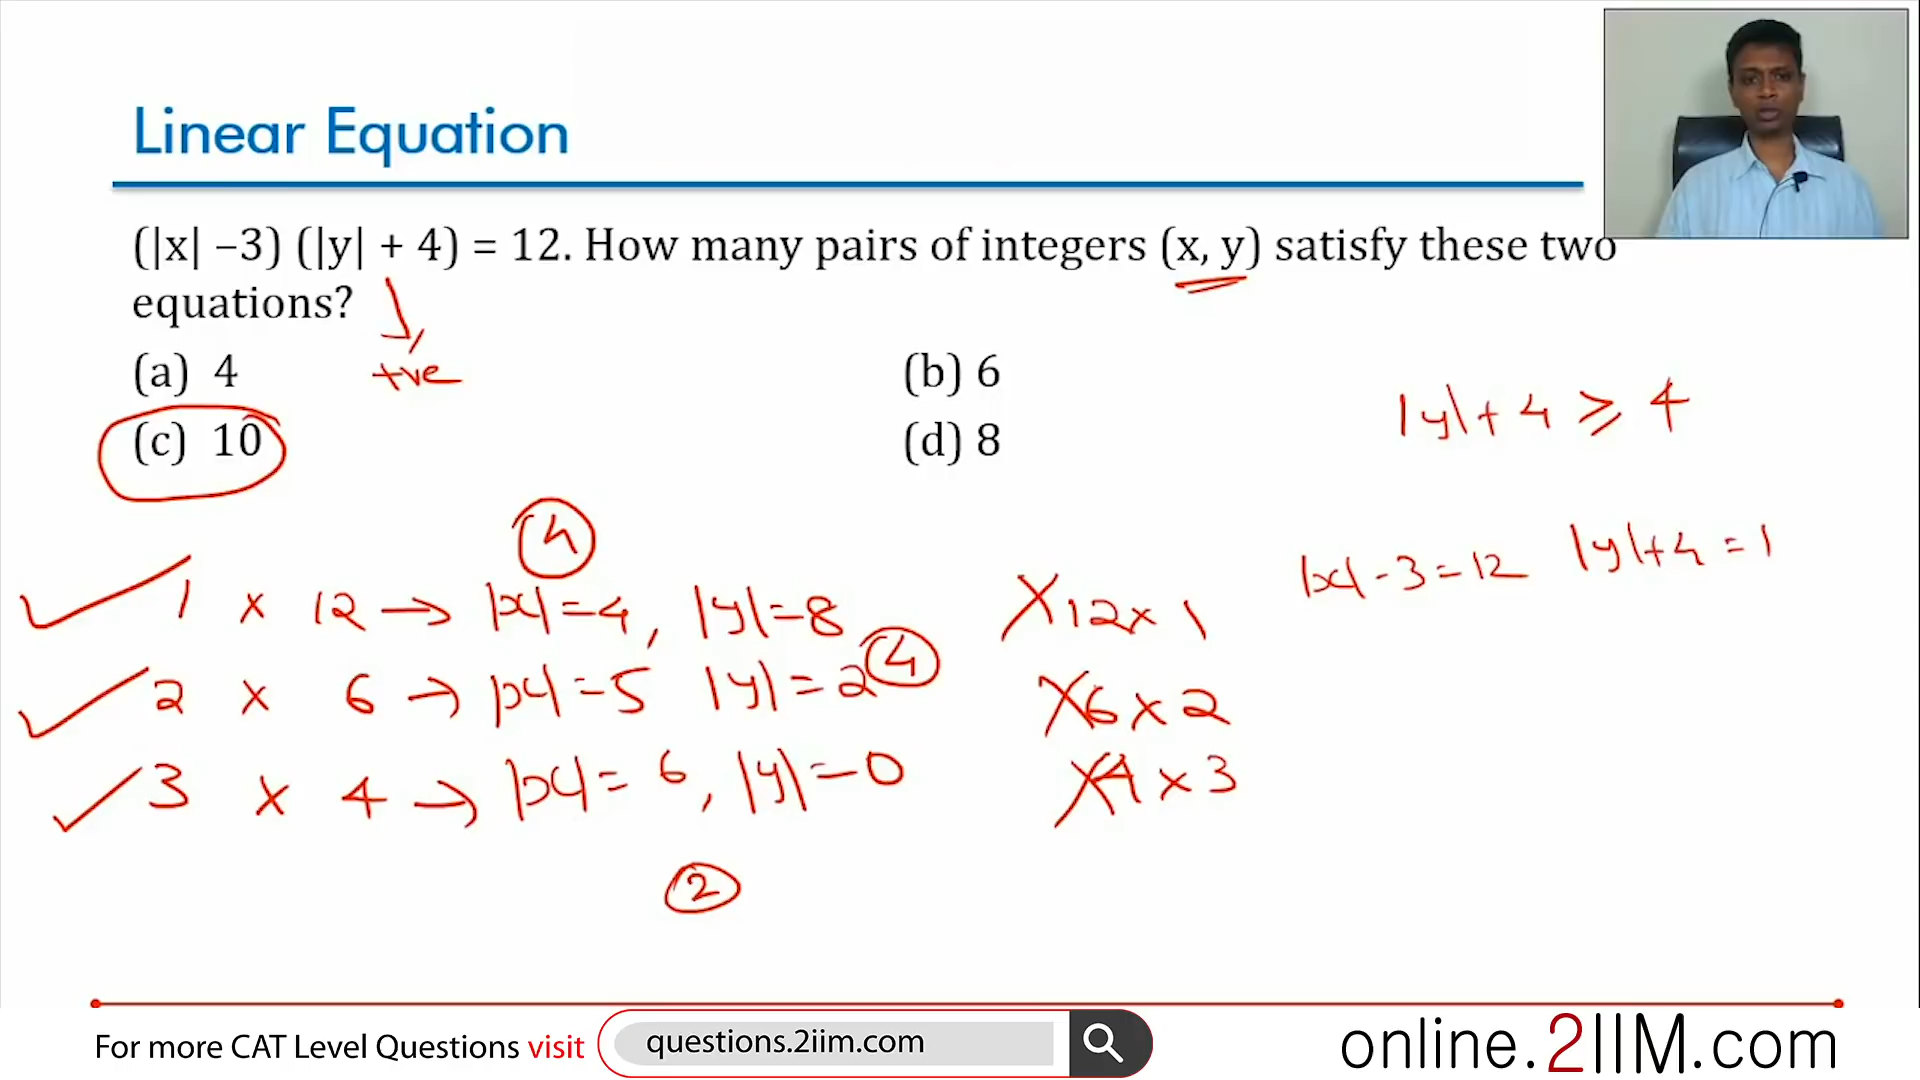 Linear Equation
(|x| –3) (|y| + 4) = 12. How many pairs of integers (x, y) satisfy these two
equations?
+ve
(a) 4
(b) 6
(c) 10
(d) 8
|y| + 4 ≥ 4
|x| - 3 = 12 |y| + 4 = 1
4
1 × 12 → |x| = 4, |y| = 8
12 × 1
4
2 × 6 → |x| = 5 |y| = 2
6 × 2
3 × 4 → |x| = 6, |y| = 0
4 × 3
2
For more CAT Level Questions visit
questions.2iim.com
online.2IIM.com